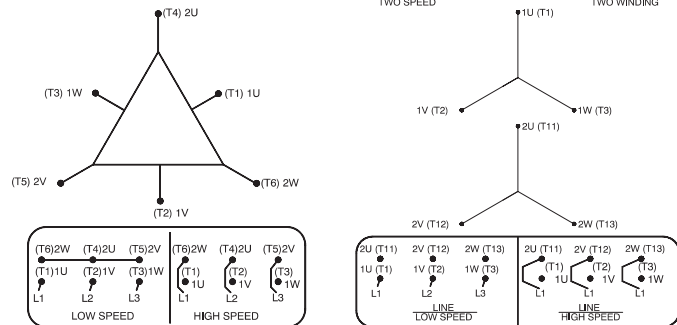 (T4) 2U
(T3) 1W
(T1) 1U
(T5) 2V
(T6) 2W
(T2) 1V
(T6)2W (T4)2U (T5)2V
(T1)1U (T2)1V (T3)1W
L1 L2 L3
LOW SPEED
(T6)2W (T4)2U (T5)2V
(T1) (T2) (T3)
1U 1V 1W
L1 L2 L3
HIGH SPEED
TWO SPEED TWO WINDING
1U (T1)
1V (T2) 1W (T3)
2U (T11)
2V (T12) 2W (T13)
2U (T11) 2V (T12) 2W (T13)
1U (T1) 1V (T2) 1W (T3)
L1 L2 L3
LINE
LOW SPEED
2U (T11) 2V (T12) 2W (T13)
(T1) (T2) (T3)
1U 1V 1W
L1 L1 L1
LINE
HIGH SPEED